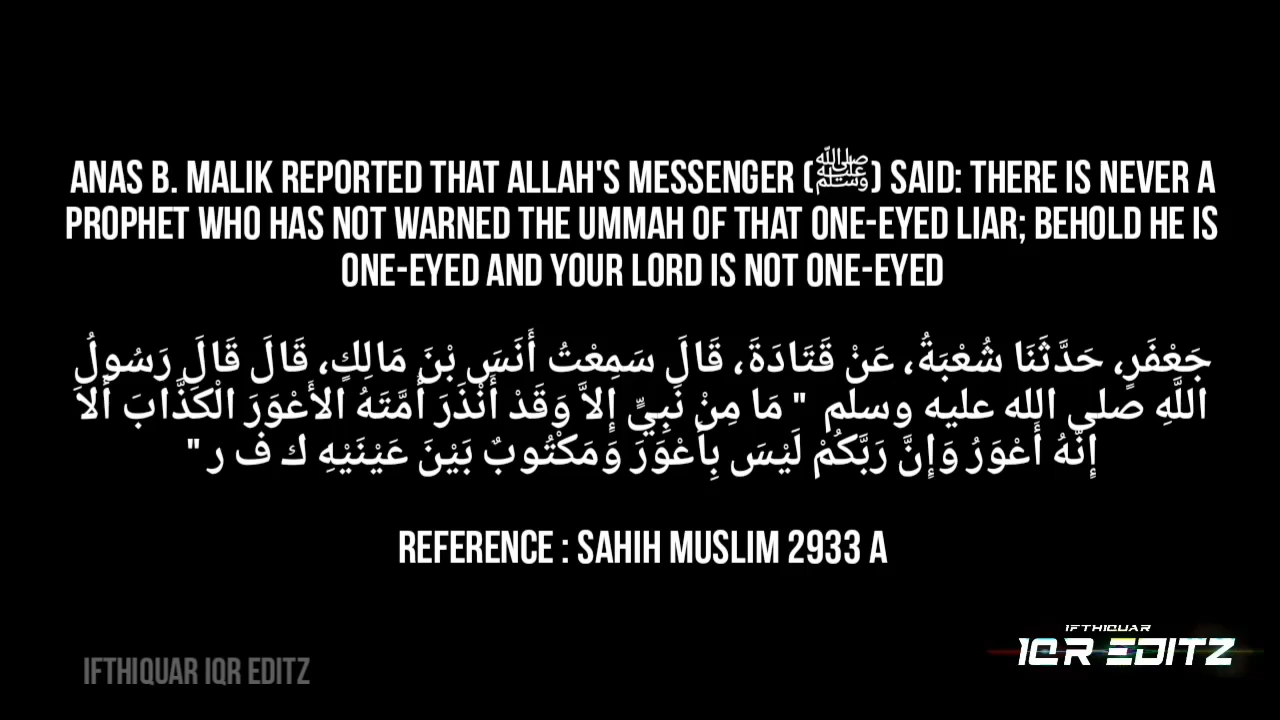 ANAS B. MALIK REPORTED THAT ALLAH'S MESSENGER (ﷺ) SAID: THERE IS NEVER A
PROPHET WHO HAS NOT WARNED THE UMMAH OF THAT ONE-EYED LIAR; BEHOLD HE IS
ONE-EYED AND YOUR LORD IS NOT ONE-EYED
جَعْفَرٍ، حَدَّثَنَا شُعْبَةُ، عَنْ قَتَادَةَ، قَالَ سَمِعْتُ أَنَسَ بْنَ مَالِكٍ، قَالَ قَالَ رَسُولُ
اللَّهِ صلى الله عليه وسلم ‏ "‏ مَا مِنْ نَبِيٍّ إِلاَّ وَقَدْ أَنْذَرَ أُمَّتَهُ الأَعْوَرَ الْكَذَّابَ أَلاَ
إِنَّهُ أَعْوَرُ وَإِنَّ رَبَّكُمْ لَيْسَ بِأَعْوَرَ وَمَكْتُوبٌ بَيْنَ عَيْنَيْهِ ك ف ر "
REFERENCE : SAHIH MUSLIM 2933 A
IFTHIQUAR
IQR EDITZ
IFTHIQUAR IQR EDITZ